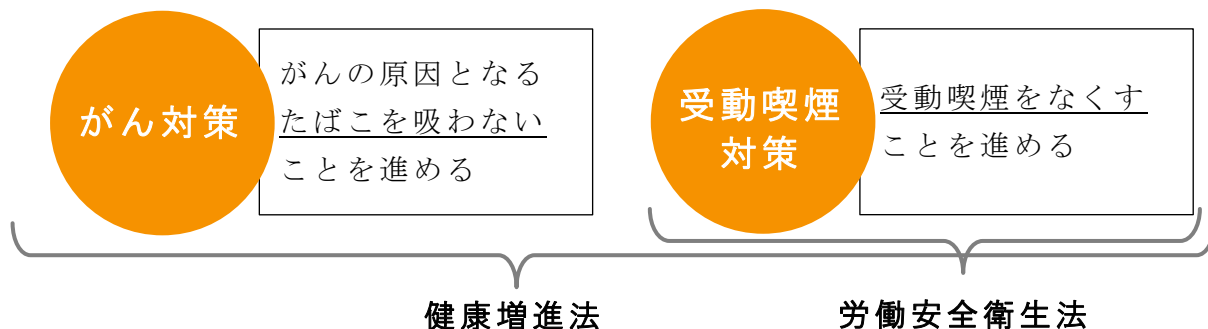 がん対策
がんの原因となる
たばこを吸わない
ことを進める
受動喫煙
対策
受動喫煙をなくす
ことを進める
健康増進法
労働安全衛生法